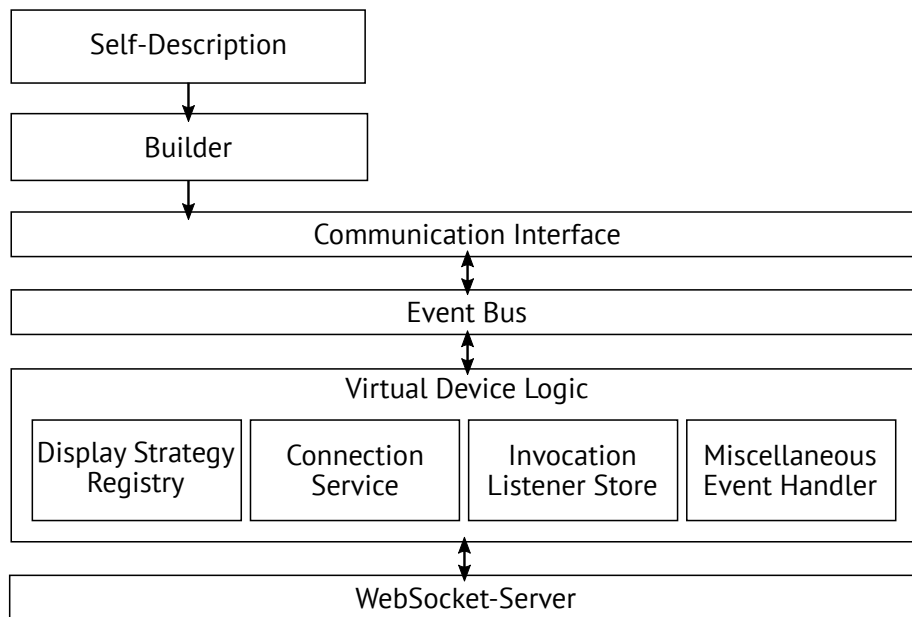 Self-Description
Builder
Communication Interface
Event Bus
Virtual Device Logic
Display Strategy
Registry
Connection
Service
Invocation
Listener Store
Miscellaneous
Event Handler
WebSocket-Server